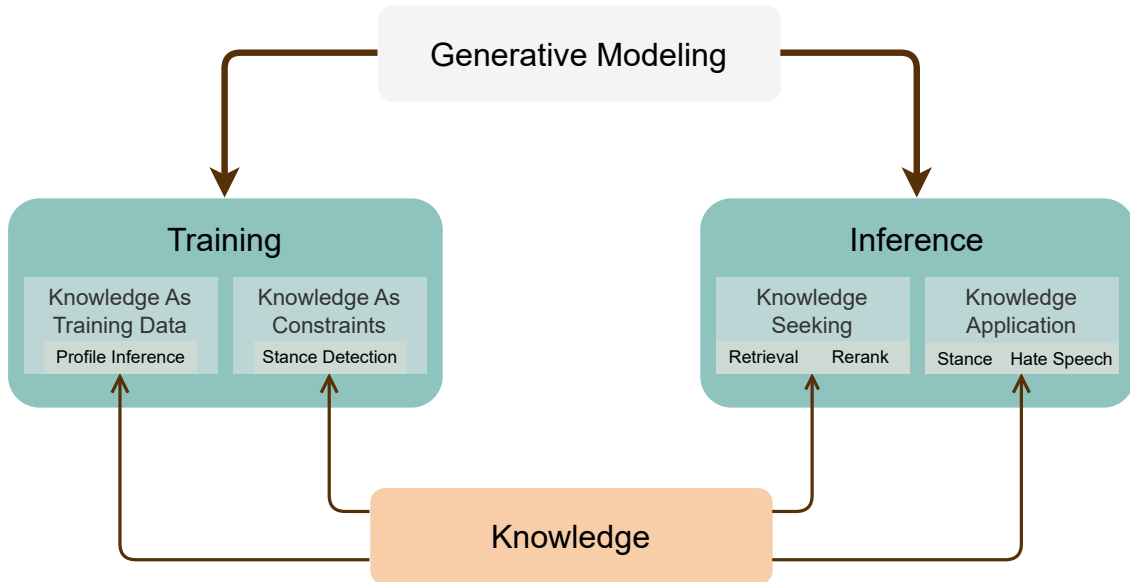 Generative Modeling
Training
Knowledge As
Training Data
Profile Inference
Knowledge As
Constraints
Stance Detection
Inference
Knowledge
Seeking
Retrieval Rerank
Knowledge
Application
Stance Hate Speech
Knowledge